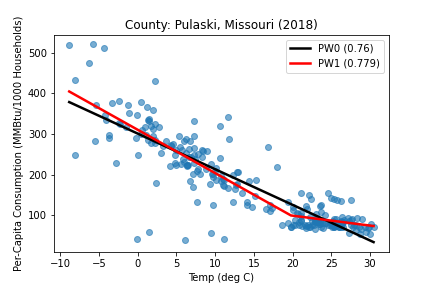 County: Pulaski, Missouri (2018)
PW0 (0.76)
PW1 (0.779)
Per-Capita Consumption (MMBtu/1000 Households)
500
400
300
200
100
−10 −5 0 5 10 15 20 25 30
Temp (deg C)